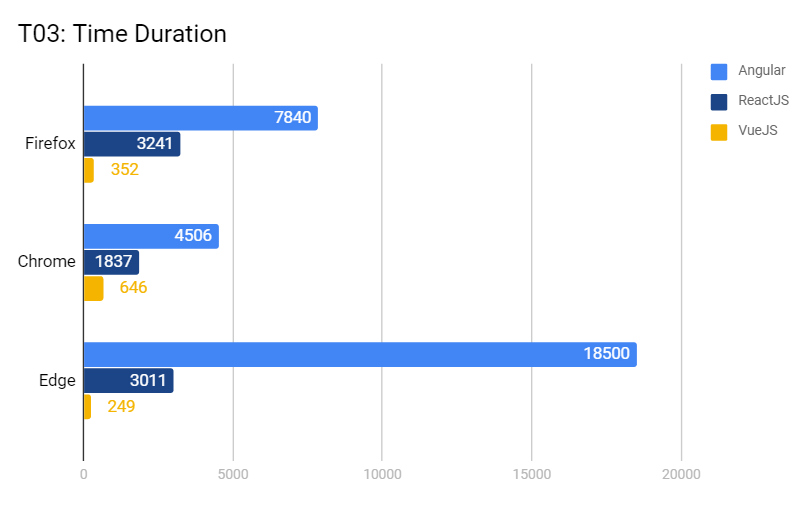 T03: Time Duration
Angular
ReactJS
VueJS
Firefox
7840
3241
352
Chrome
4506
1837
646
Edge
18500
3011
249
0 5000 10000 15000 20000